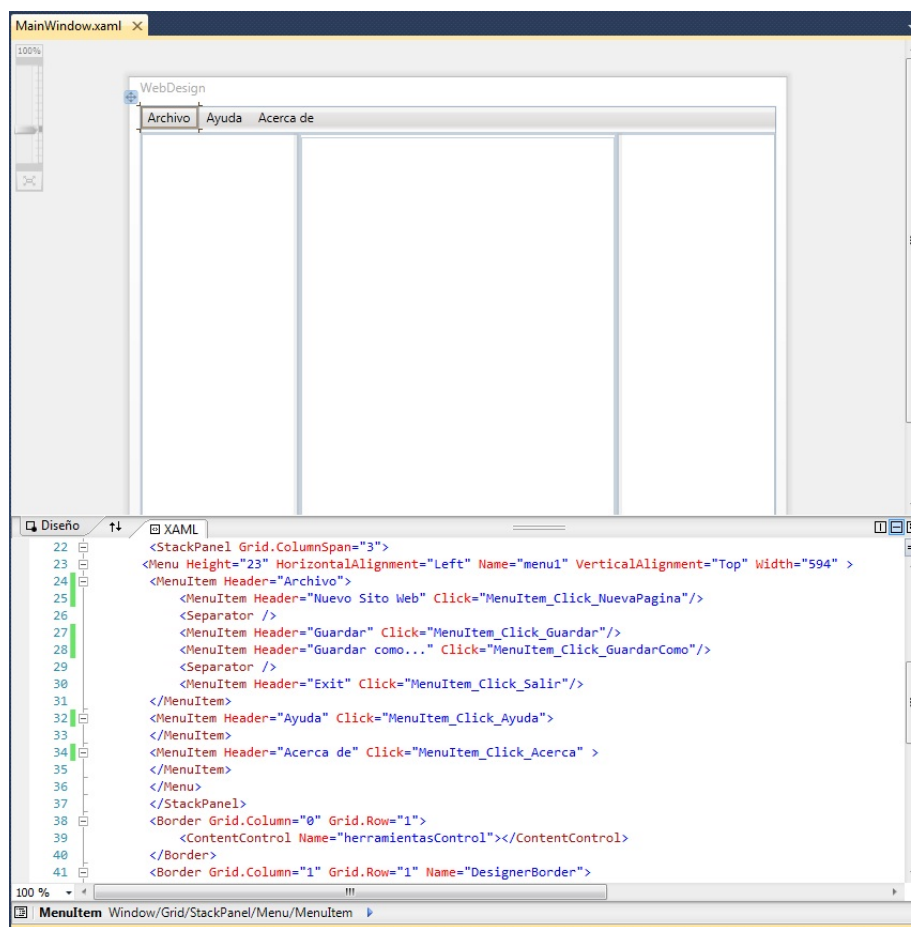 MainWindow.xaml ×
100%
WebDesign
Archivo Ayuda Acerca de
Diseño XAML
22 <StackPanel Grid.ColumnSpan="3">
23 <Menu Height="23" HorizontalAlignment="Left" Name="menu1" VerticalAlignment="Top" Width="594" >
24 <MenuItem Header="Archivo">
25 <MenuItem Header="Nuevo Sito Web" Click="MenuItem_Click_NuevaPagina"/>
26 <Separator />
27 <MenuItem Header="Guardar" Click="MenuItem_Click_Guardar"/>
28 <MenuItem Header="Guardar como..." Click="MenuItem_Click_GuardarComo"/>
29 <Separator />
30 <MenuItem Header="Exit" Click="MenuItem_Click_Salir"/>
31 </MenuItem>
32 <MenuItem Header="Ayuda" Click="MenuItem_Click_Ayuda">
33 </MenuItem>
34 <MenuItem Header="Acerca de" Click="MenuItem_Click_Acerca" >
35 </MenuItem>
36 </Menu>
37 </StackPanel>
38 <Border Grid.Column="0" Grid.Row="1">
39 <ContentControl Name="herramientasControl"></ContentControl>
40 </Border>
41 <Border Grid.Column="1" Grid.Row="1" Name="DesignerBorder">
100 %
MenuItem Window/Grid/StackPanel/Menu/MenuItem